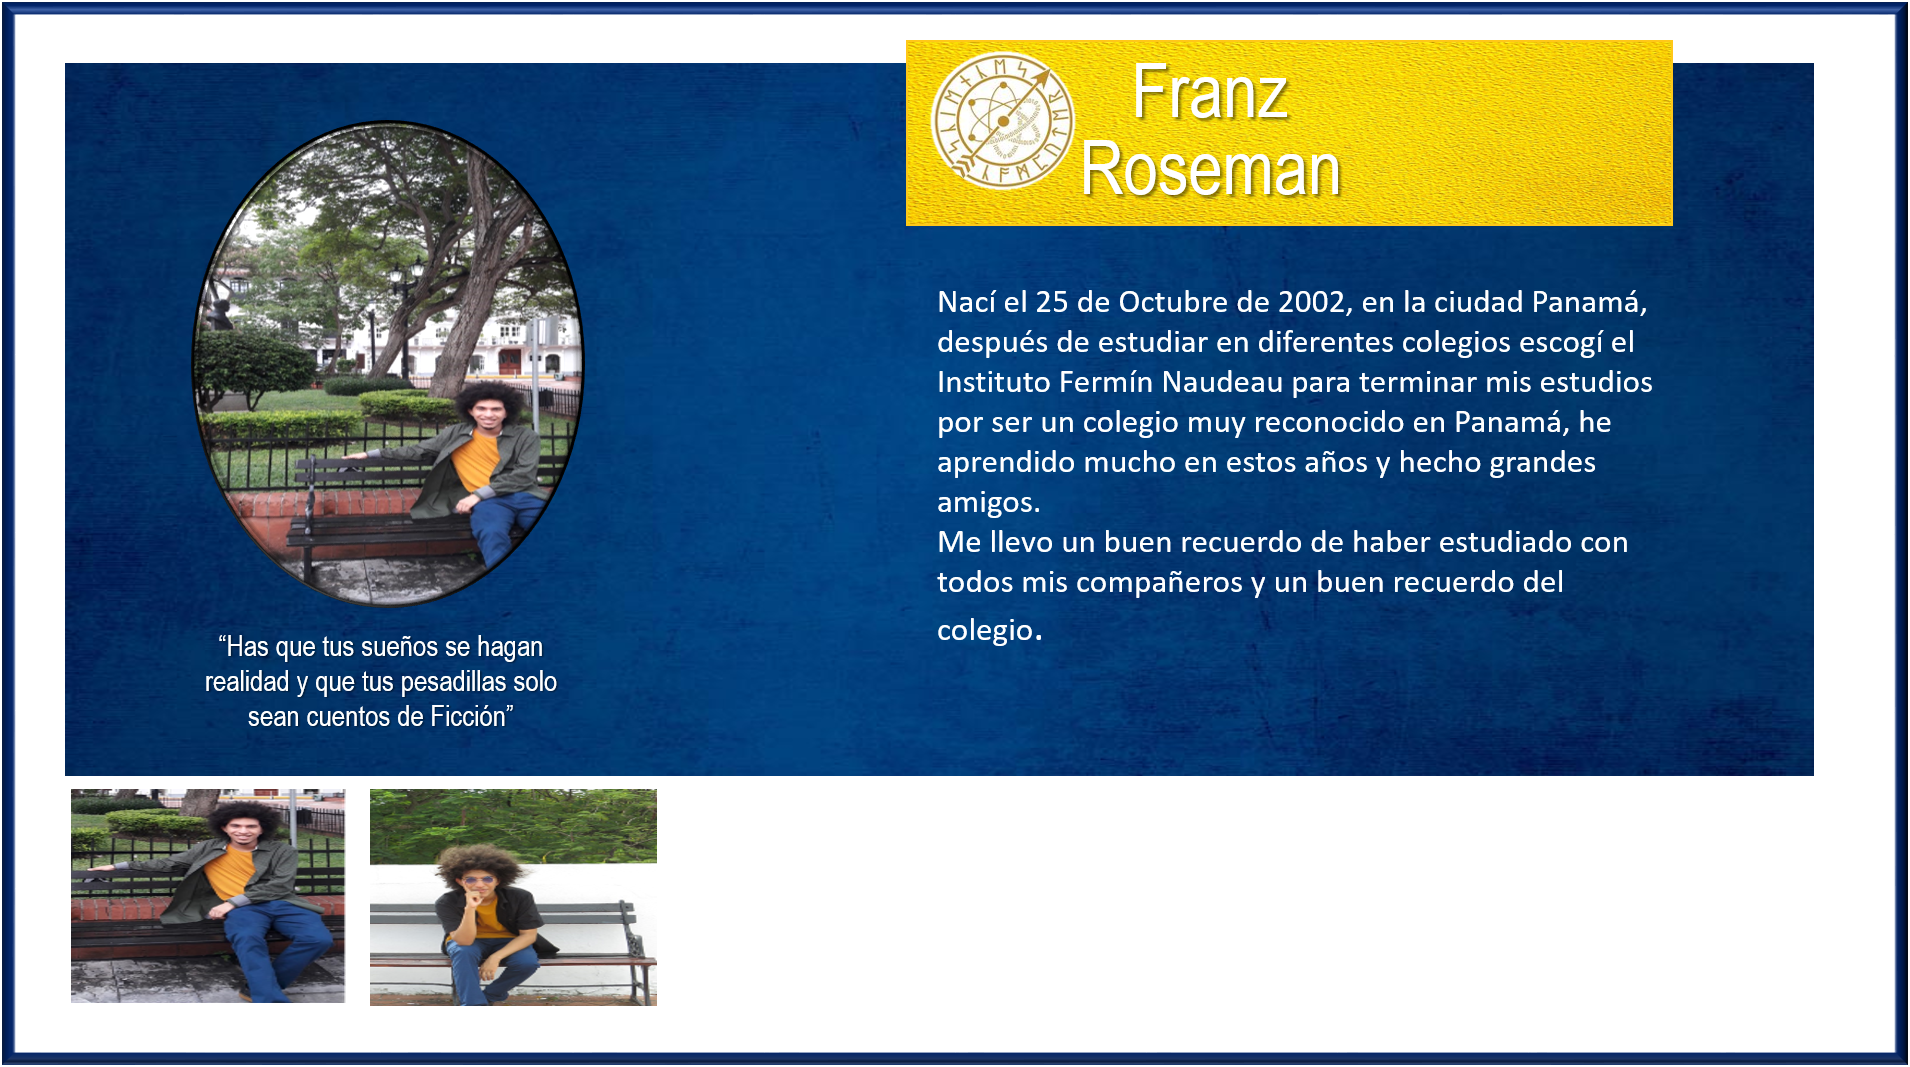 Franz
Roseman
Nací el 25 de Octubre de 2002, en la ciudad Panamá,
después de estudiar en diferentes colegios escogí el
Instituto Fermín Naudeau para terminar mis estudios
por ser un colegio muy reconocido en Panamá, he
aprendido mucho en estos años y hecho grandes
amigos.
Me llevo un buen recuerdo de haber estudiado con
todos mis compañeros y un buen recuerdo del
colegio.
“Has que tus sueños se hagan
realidad y que tus pesadillas solo
sean cuentos de Ficción”